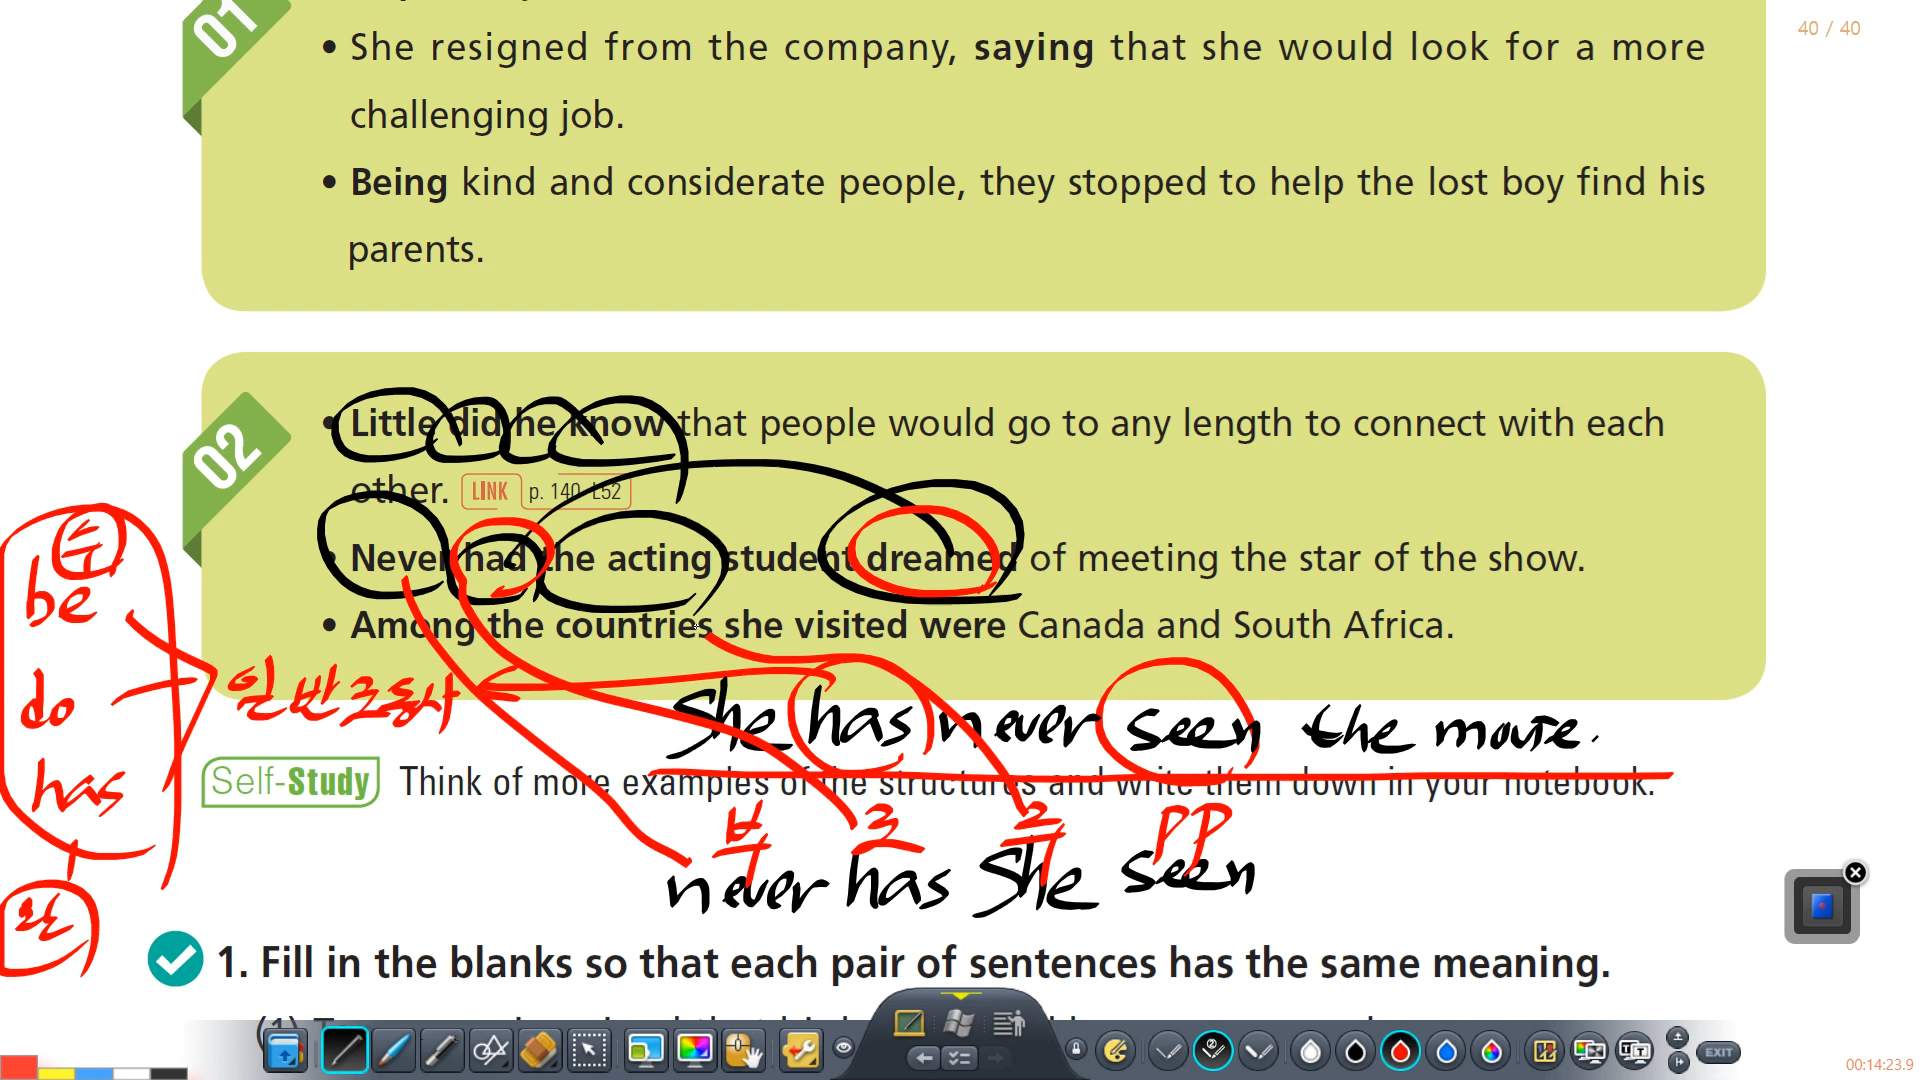 01
40 / 40
• She resigned from the company, saying that she would look for a more
challenging job.
• Being kind and considerate people, they stopped to help the lost boy find his
parents.
02
• Little did he know that people would go to any length to connect with each
other. LINK p. 140 L52
• Never had the acting student dreamed of meeting the star of the show.
• Among the countries she visited were Canada and South Africa.
수
be
do
has
완
일반조동사
She has never seen the movie.
Self-Study Think of more examples of the structures and write them down in your notebook.
부 조 주 PP
never has She seen
1. Fill in the blanks so that each pair of sentences has the same meaning.
EXIT
00:14:23.9